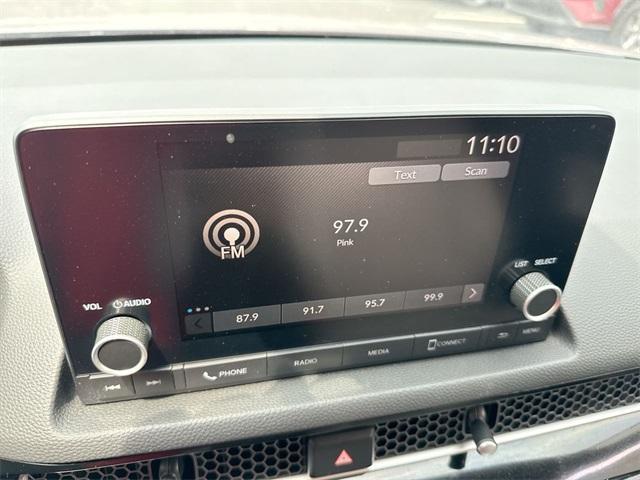 11:10
Text Scan
97.9
Pink
FM
87.9 91.7 95.7 99.9
VOL AUDIO
LIST SELECT
PHONE RADIO MEDIA CONNECT MENU